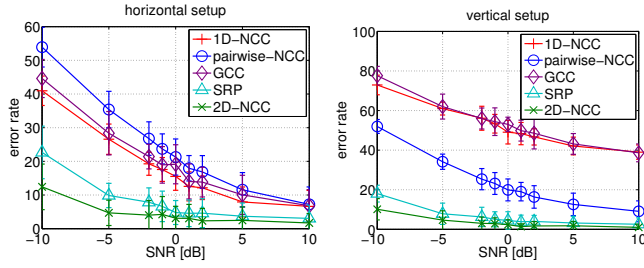 horizontal setup
error rate
60
50
40
30
20
10
0
−10
−5
0
5
10
SNR [dB]
1D−NCC
pairwise−NCC
GCC
SRP
2D−NCC
vertical setup
error rate
100
80
60
40
20
0
−10
−5
0
5
10
SNR [dB]
1D−NCC
pairwise−NCC
GCC
SRP
2D−NCC